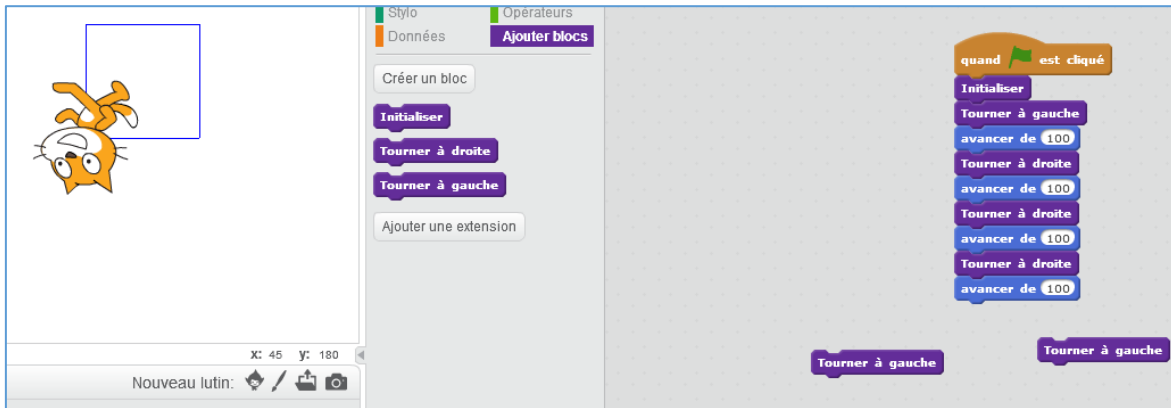 Stylo Opérateurs
Données Ajouter blocs
Créer un bloc
Initialiser
Tourner à droite
Tourner à gauche
Ajouter une extension
quand est cliqué
Initialiser
Tourner à gauche
avancer de 100
Tourner à droite
avancer de 100
Tourner à droite
avancer de 100
Tourner à droite
avancer de 100
Tourner à gauche
Tourner à gauche
x: 45 y: 180
Nouveau lutin: